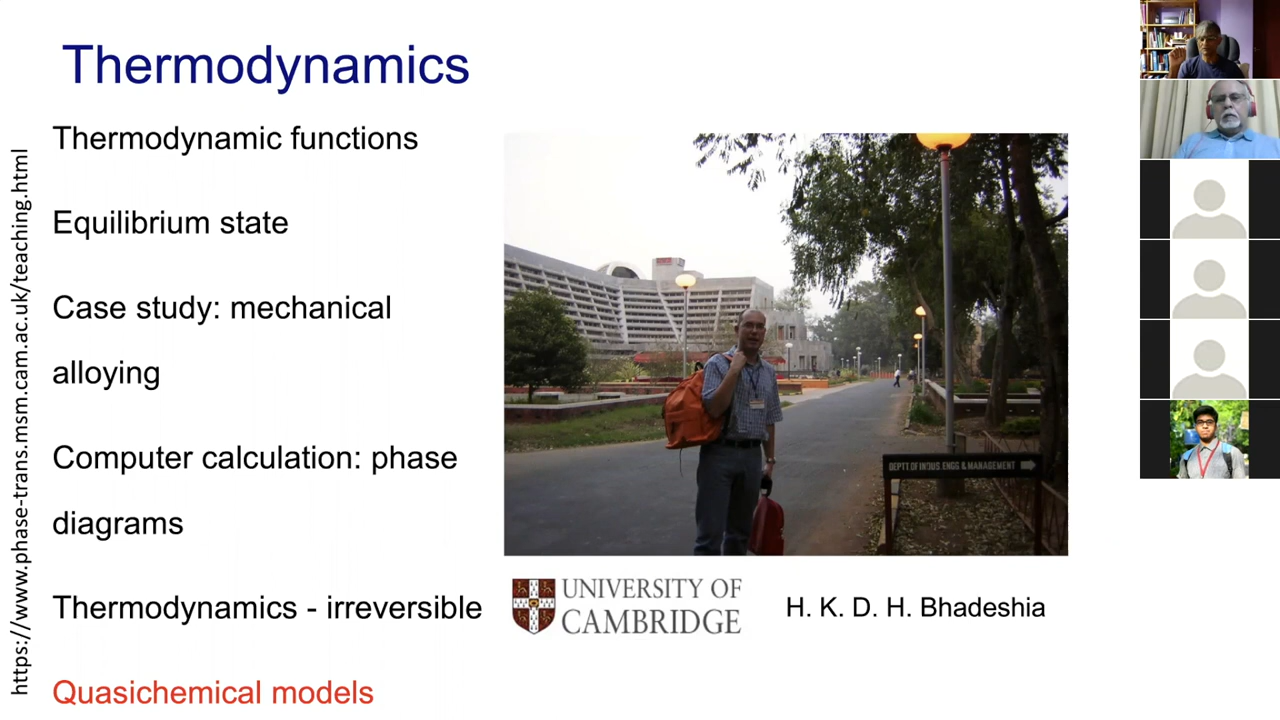 Thermodynamics
Thermodynamic functions
Equilibrium state
Case study: mechanical
alloying
Computer calculation: phase
diagrams
Thermodynamics - irreversible
Quasichemical models
https://www.phase-trans.msm.cam.ac.uk/teaching.html
DEPTT.OF INDUS. ENGG & MANAGEMENT
UNIVERSITY OF
CAMBRIDGE
H. K. D. H. Bhadeshia